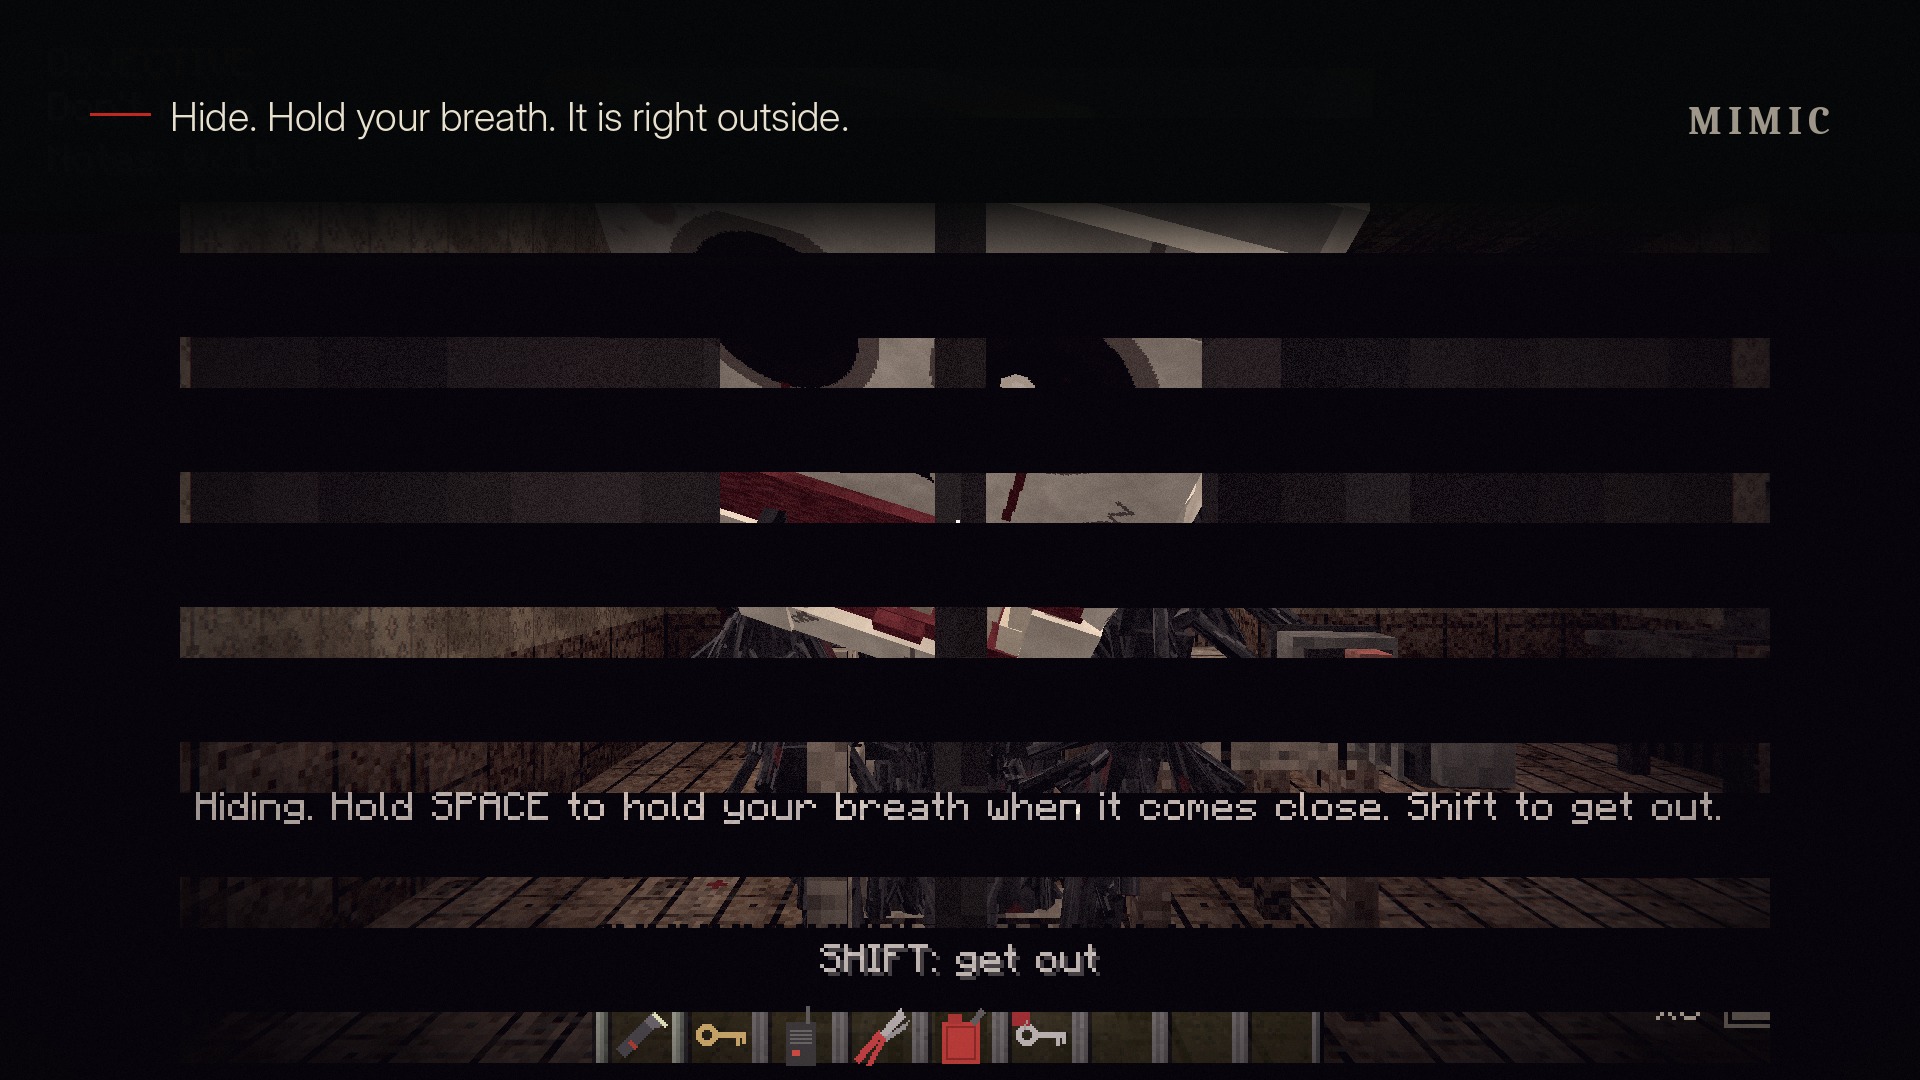 OBJECTIVE
Hide. Hold your breath. It is right outside.
MIMIC
Hiding. Hold SPACE to hold your breath when it comes close. Shift to get out.
SHIFT: get out